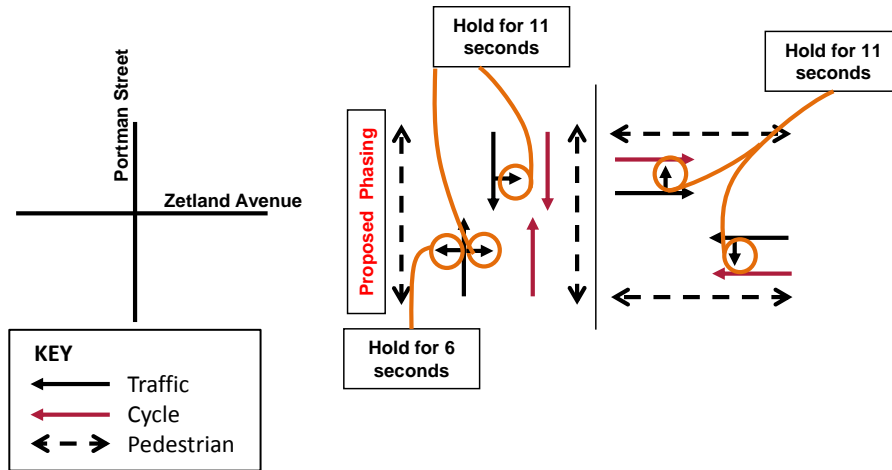 Hold for 11
seconds
Hold for 11
seconds
Portman Street
Zetland Avenue
Proposed Phasing
Hold for 6
seconds
KEY
Traffic
Cycle
Pedestrian